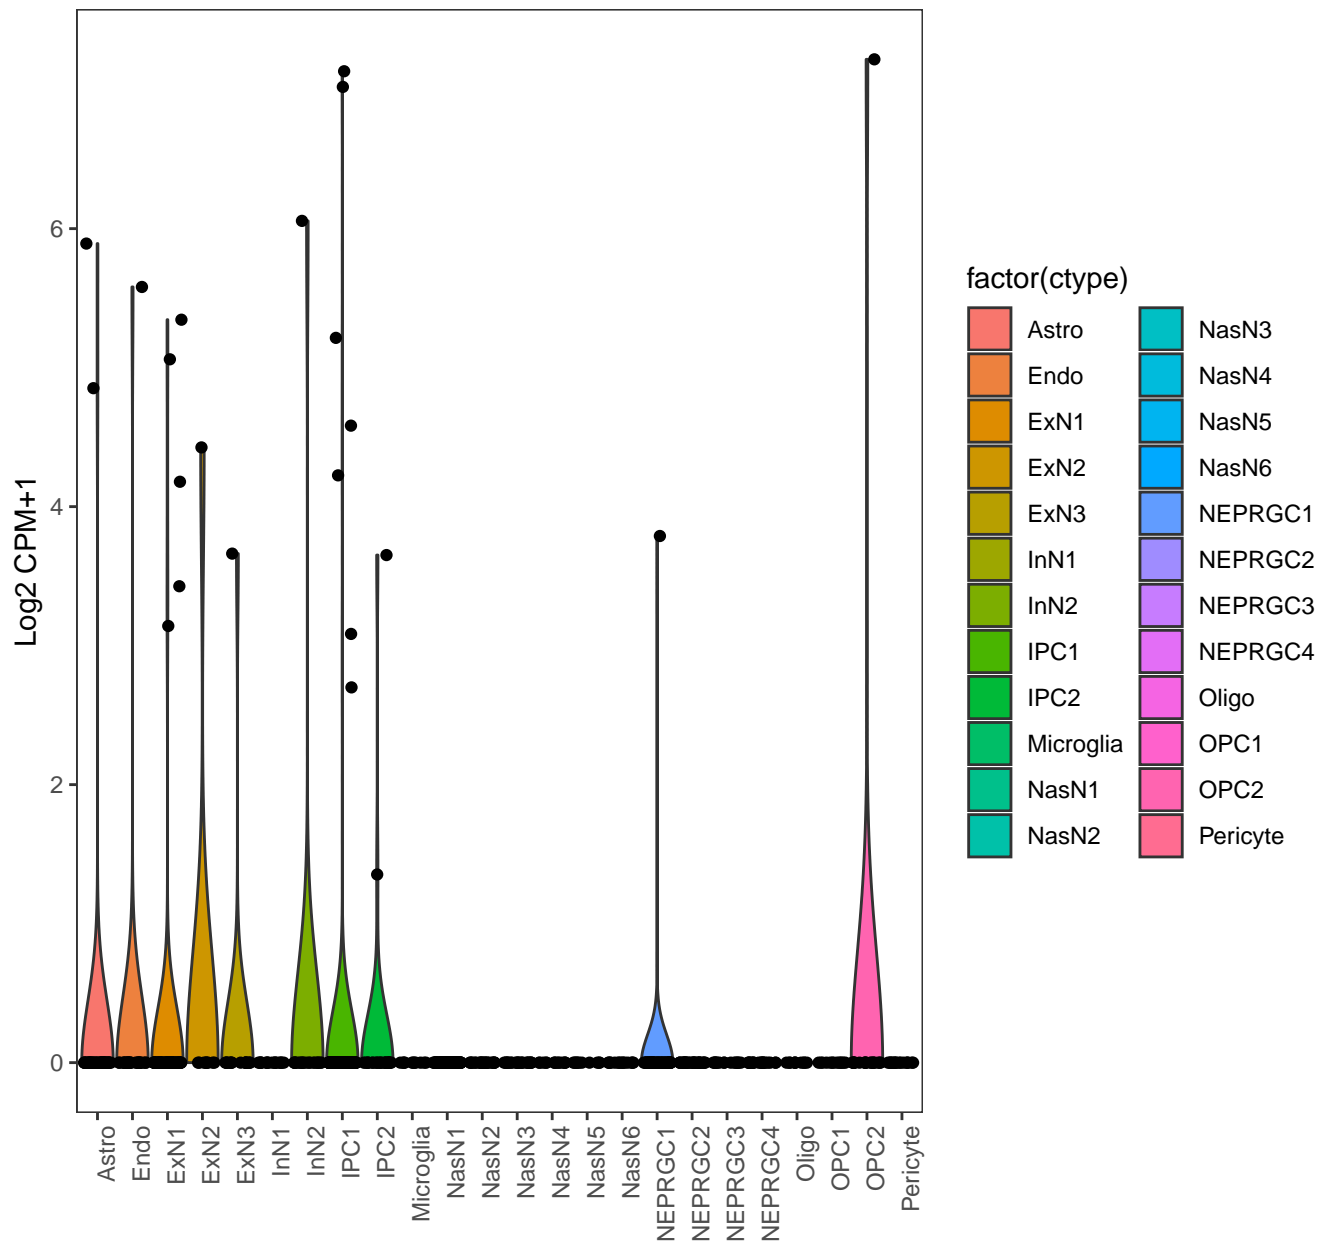 Log2 CPM+1
6
4
2
0
Astro
Endo
ExN1
ExN2
ExN3
InN1
InN2
IPC1
IPC2
Microglia
NasN1
NasN2
NasN3
NasN4
NasN5
NasN6
NEPRGC1
NEPRGC2
NEPRGC3
NEPRGC4
Oligo
OPC1
OPC2
Pericyte
factor(ctype)
Astro
Endo
ExN1
ExN2
ExN3
InN1
InN2
IPC1
IPC2
Microglia
NasN1
NasN2
NasN3
NasN4
NasN5
NasN6
NEPRGC1
NEPRGC2
NEPRGC3
NEPRGC4
Oligo
OPC1
OPC2
Pericyte